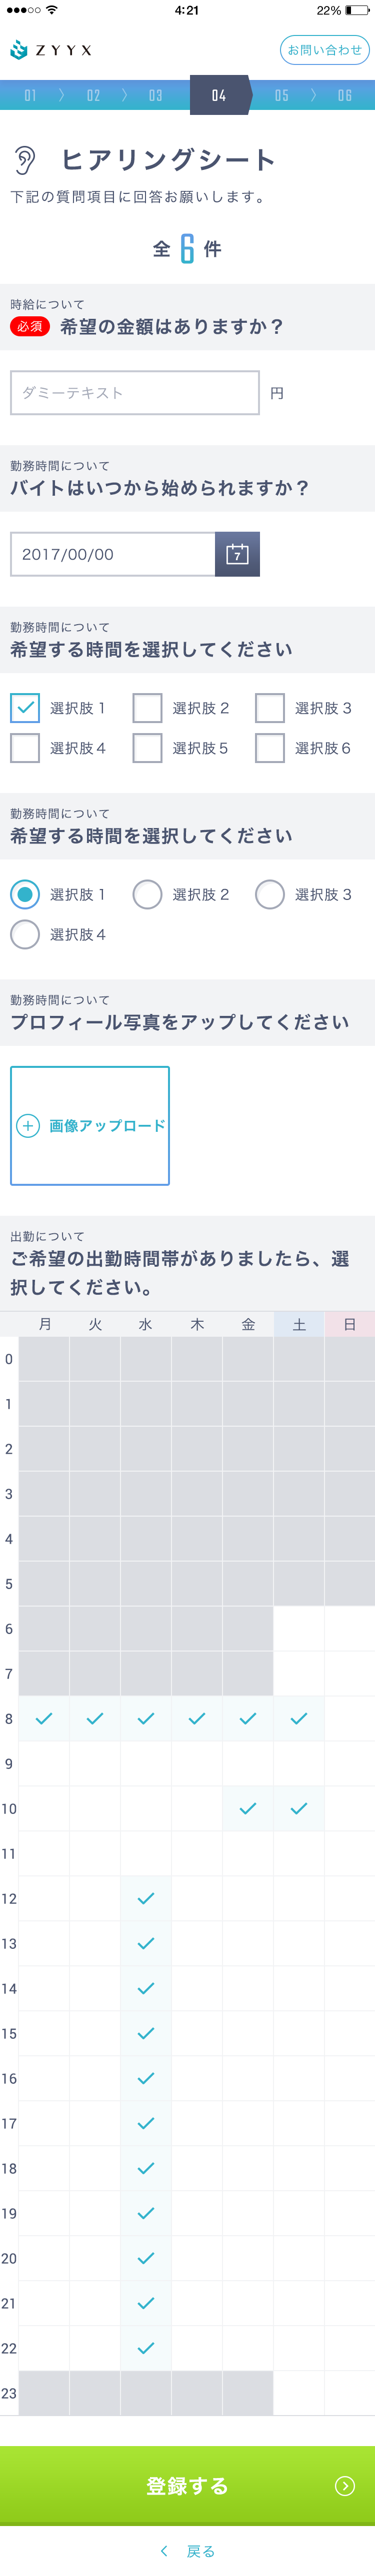 4:21
22%
ZYYX
お問い合わせ
01 02 03 04 05 06
ヒアリングシート
下記の質問項目に回答お願いします。
全 6 件
時給について
必須 希望の金額はありますか？
ダミーテキスト 円
勤務時間について
バイトはいつから始められますか？
2017/00/00 7
勤務時間について
希望する時間を選択してください
選択肢１ 選択肢２ 選択肢３
選択肢４ 選択肢５ 選択肢６
勤務時間について
希望する時間を選択してください
選択肢１ 選択肢２ 選択肢３
選択肢４
勤務時間について
プロフィール写真をアップしてください
画像アップロード
出勤について
ご希望の出勤時間帯がありましたら、選
択してください。
月 火 水 木 金 土 日
0
1
2
3
4
5
6
7
8
9
10
11
12
13
14
15
16
17
18
19
20
21
22
23
登録する
戻る